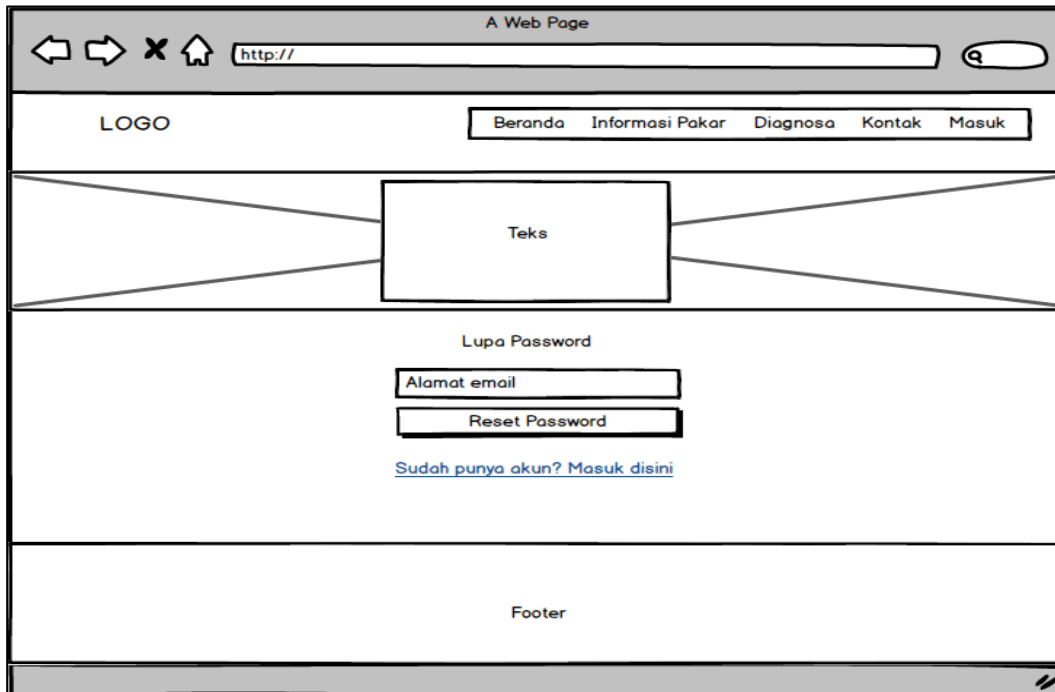 A Web Page
http://
LOGO
Beranda Informasi Pakar Diagnosa Kontak Masuk
Teks
Lupa Password
Alamat email
Reset Password
Sudah punya akun? Masuk disini
Footer